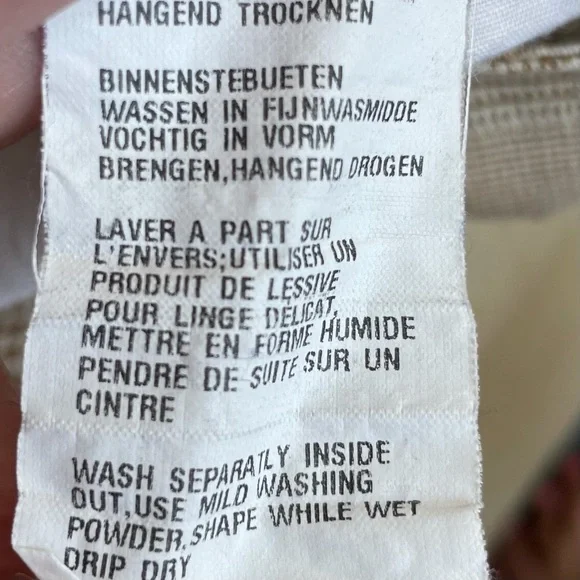 HANGEND TROCKNEN
BINNENSTEBUETEN
WASSEN IN FIJNWASMIDDE
VOCHTIG IN VORM
BRENGEN,HANGEND DROGEN
LAVER A PART SUR
L'ENVERS;UTILISER UN
PRODUIT DE LESSIVE
POUR LINGE DELICAT,
METTRE EN FORME HUMIDE
PENDRE DE SUITE SUR UN
CINTRE
WASH SEPARATLY INSIDE
OUT,USE MILD WASHING
POWDER.SHAPE WHILE WET
DRIP DRY